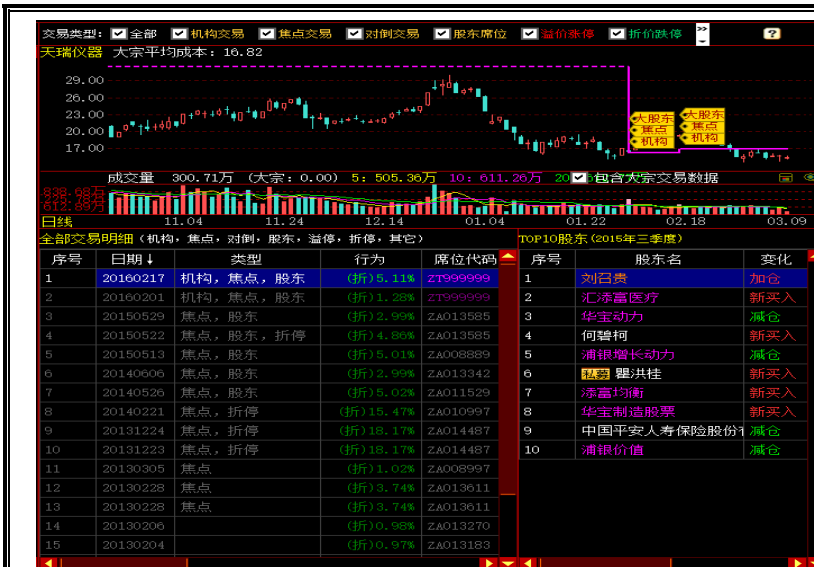 交易类型: 全部 机构交易 焦点交易 对倒交易 股东席位 溢价涨停 折价跌停 >> ?
天瑞仪器 大宗平均成本: 16.82
29.00
26.00
23.00
20.00
17.00
大股东 焦点 机构
大股东 焦点 机构
成交量 300.71万 (大宗: 0.00) 5: 505.36万 10: 611.26万 20 包含大宗交易数据
日线 11.04 11.24 12.14 01.04 01.22 02.18 03.09
全部交易明细(机构, 焦点, 对倒, 股东, 溢停, 折停, 其它) TOP10股东(2015年三季度)
序号 日期↓ 类型 行为 席位代码 序号 股东名 变化
1 20160217 机构, 焦点, 股东 (折)5.11% ZT999999 1 刘召贵 加仓
2 20160201 机构, 焦点, 股东 (折)1.28% ZT999999 2 汇添富医疗 新买入
3 20150529 焦点, 股东 (折)2.99% ZA013585 3 华宝动力 减仓
4 20150522 焦点, 股东, 折停 (折)4.86% ZA013585 4 何碧柯 新买入
5 20150513 焦点, 股东 (折)5.01% ZA008889 5 浦银增长动力 减仓
6 20140606 焦点, 股东 (折)2.99% ZA013342 6 私募 瞿洪桂 新买入
7 20140526 焦点, 股东 (折)5.02% ZA011529 7 添富均衡 新买入
8 20140221 焦点, 折停 (折)15.47% ZA010997 8 华宝制造股票 新买入
9 20131224 焦点, 折停 (折)18.17% ZA014487 9 中国平安人寿保险股份 减仓
10 20131223 焦点, 折停 (折)18.17% ZA014487 10 浦银价值 减仓
11 20130305 焦点 (折)1.02% ZA008997
12 20130228 焦点 (折)3.74% ZA013611
13 20130228 焦点 (折)3.74% ZA013611
14 20130206 (折)0.98% ZA013270
15 20130204 (折)0.97% ZA013183